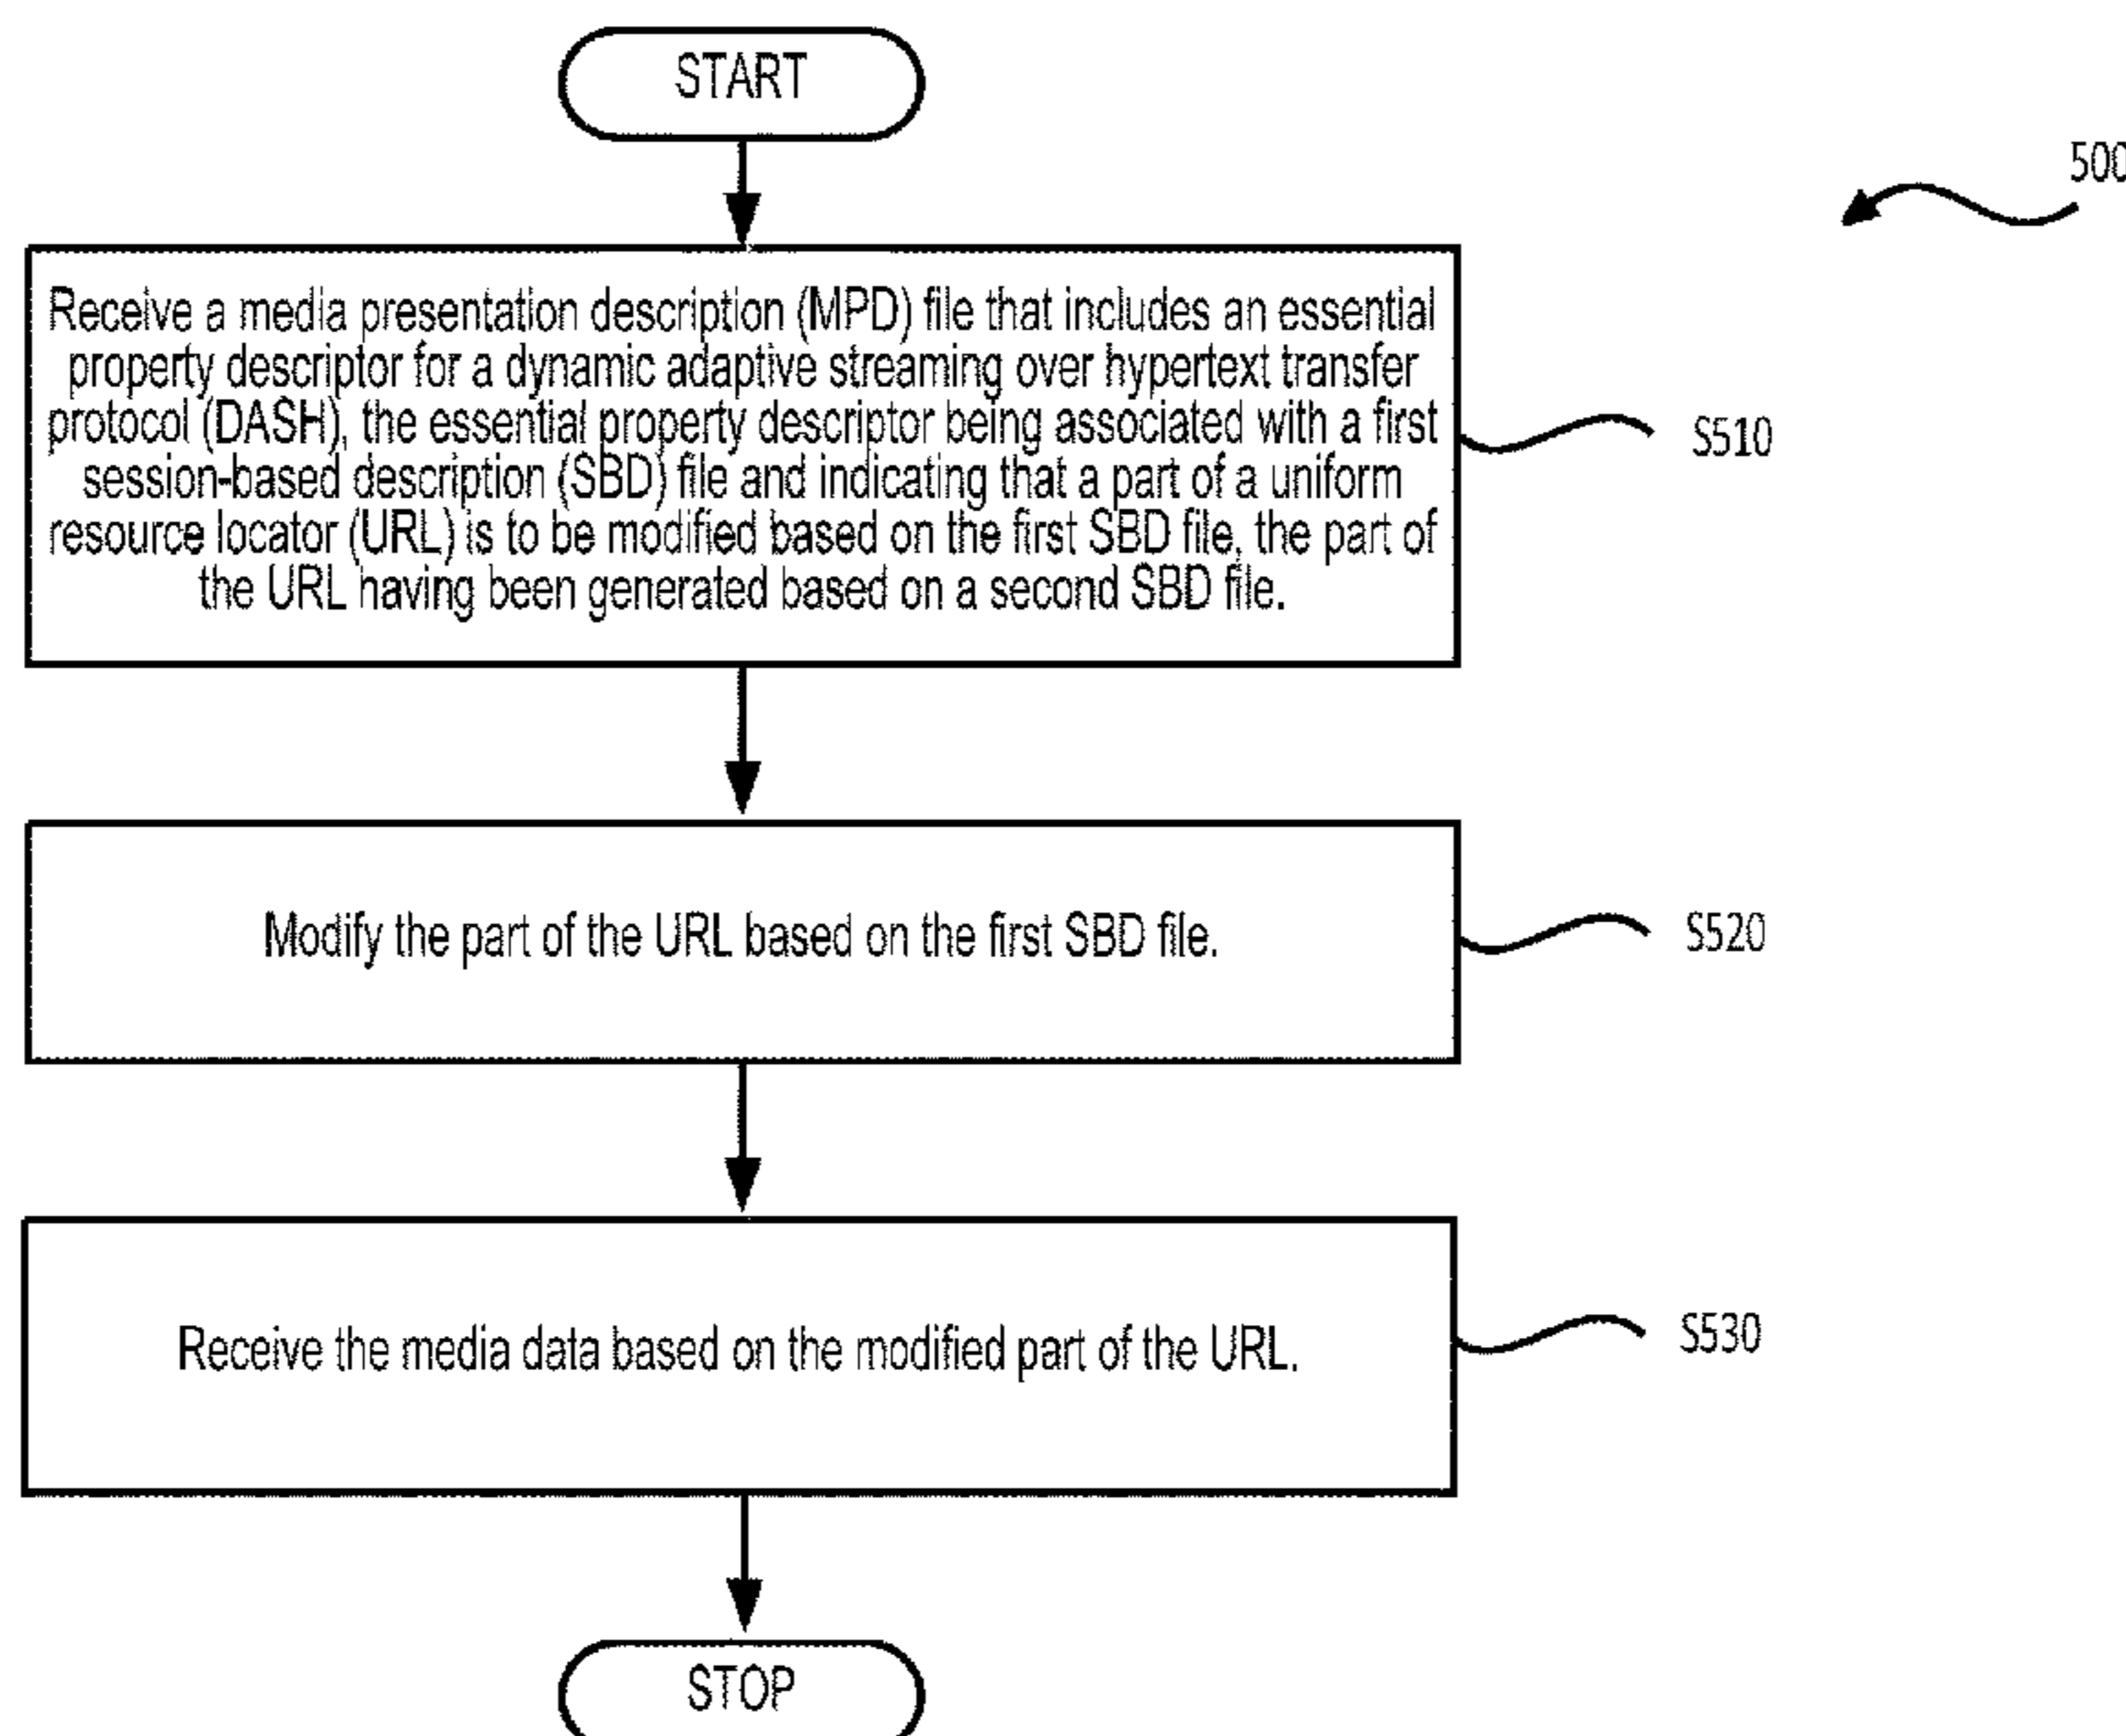 START
500
Receive a media presentation description (MPD) file that includes an essential
property descriptor for a dynamic adaptive streaming over hypertext transfer
protocol (DASH), the essential property descriptor being associated with a first
session-based description (SBD) file and indicating that a part of a uniform
resource locator (URL) is to be modified based on the first SBD file, the part of
the URL having been generated based on a second SBD file.
S510
Modify the part of the URL based on the first SBD file.
S520
Receive the media data based on the modified part of the URL.
S530
STOP